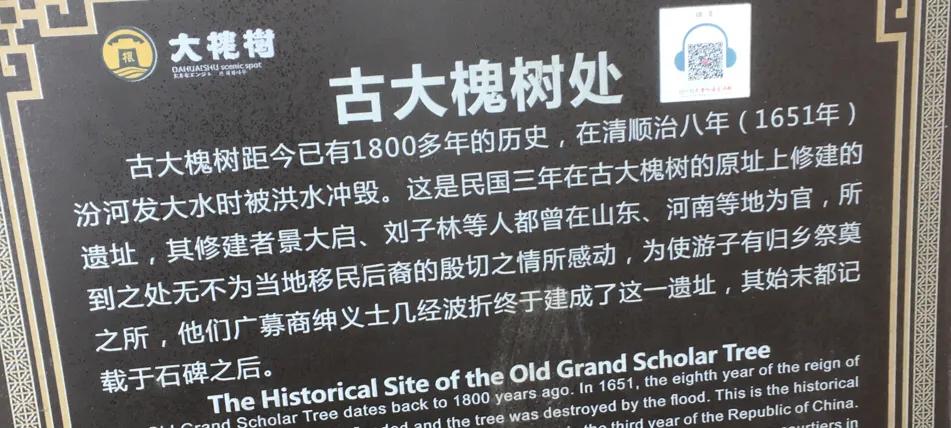 大槐樹
DAHUAISHU scenic spot
古大槐树处
古大槐树距今已有1800多年的历史，在清顺治八年（1651年）
汾河发大水时被洪水冲毁。这是民国三年在古大槐树的原址上修建的
遗址，其修建者景大启、刘子林等人都曾在山东、河南等地为官，所
到之处无不为当地移民后裔的殷切之情所感动，为使游子有归乡祭奠
之所，他们广募商绅义士几经波折终于建成了这一遗址，其始末都记
载于石碑之后。
The Historical Site of the Old Grand Scholar Tree
Old Grand Scholar Tree dates back to 1800 years ago. In 1651, the eighth year of the reign of
and the tree was destroyed by the flood. This is the historical
the third year of the Republic of China.
courtiers in